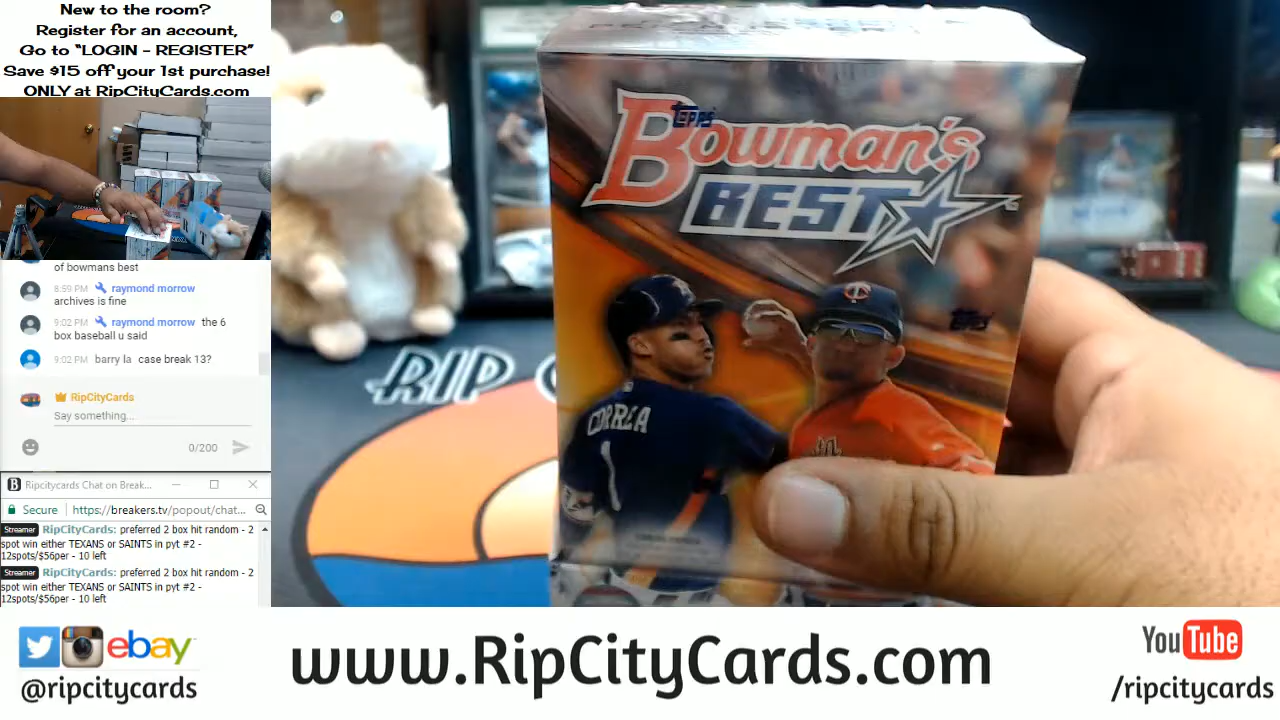 New to the room?
Register for an account,
Go to “LOGIN - REGISTER”
Save $15 off your 1st purchase!
ONLY at RipCityCards.com
of bowmans best
8:59 PM raymond morrow
archives is fine
9:02 PM raymond morrow the 6
box baseball u said
9:02 PM barry la case break 13?
RipCityCards
Say something...
0/200
Ripcitycards Chat on Break...
Secure https://breakers.tv/popout/chat...
Streamer RipCityCards: preferred 2 box hit random - 2
spot win either TEXANS or SAINTS in pyt #2 -
12spots/$56per - 10 left
Streamer RipCityCards: preferred 2 box hit random - 2
spot win either TEXANS or SAINTS in pyt #2 -
12spots/$56per - 10 left
TOPPS
Bowman's
BEST
CORREA
1
RIP
ebay
@ripcitycards
www.RipCityCards.com
YouTube
/ripcitycards